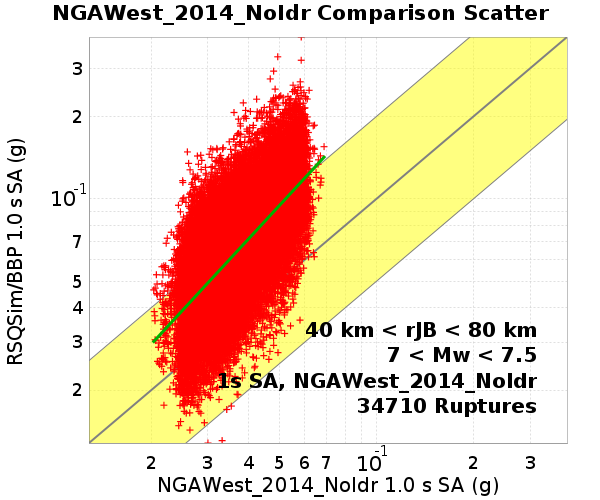 NGAWest_2014_NoIdr Comparison Scatter
RSQSim/BBP 1.0 s SA (g)
3
2
10-1
7
5
4
3
2
40 km < rJB < 80 km
7 < Mw < 7.5
1s SA, NGAWest_2014_NoIdr
34710 Ruptures
2 3 4 5 6 7 10-1 2 3
NGAWest_2014_NoIdr 1.0 s SA (g)